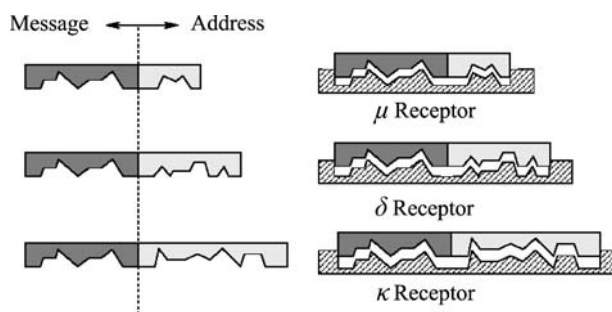 Message Address
μ Receptor
δ Receptor
κ Receptor